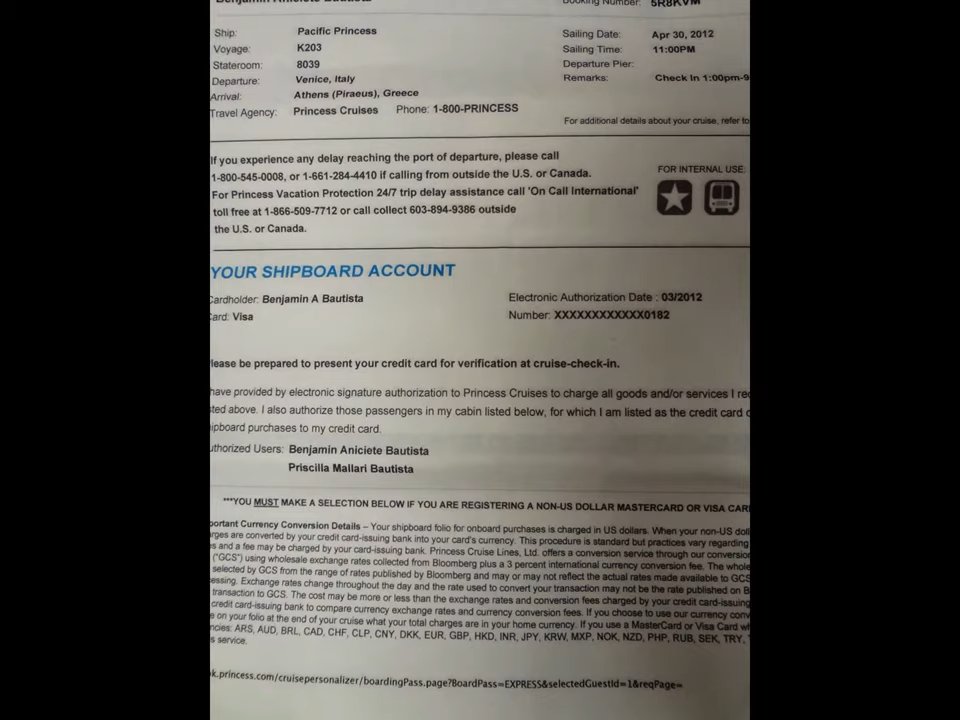 Benjamin Aniciete Bautista
Booking Number: 5R8KVM
Ship: Pacific Princess
Sailing Date: Apr 30, 2012
Voyage: K203
Sailing Time: 11:00PM
Stateroom: 8039
Departure Pier:
Departure: Venice, Italy
Remarks: Check In 1:00pm-9
Arrival: Athens (Piraeus), Greece
Travel Agency: Princess Cruises Phone: 1-800-PRINCESS
For additional details about your cruise, refer to
If you experience any delay reaching the port of departure, please call
1-800-545-0008, or 1-661-284-4410 if calling from outside the U.S. or Canada.
For Princess Vacation Protection 24/7 trip delay assistance call 'On Call International'
toll free at 1-866-509-7712 or call collect 603-894-9386 outside
the U.S. or Canada.
FOR INTERNAL USE:
YOUR SHIPBOARD ACCOUNT
Cardholder: Benjamin A Bautista
Electronic Authorization Date : 03/2012
Card: Visa
Number: XXXXXXXXXXXX0182
lease be prepared to present your credit card for verification at cruise-check-in.
have provided by electronic signature authorization to Princess Cruises to charge all goods and/or services I rec
ted above. I also authorize those passengers in my cabin listed below, for which I am listed as the credit card c
ipboard purchases to my credit card.
uthorized Users: Benjamin Aniciete Bautista
Priscilla Mallari Bautista
***YOU MUST MAKE A SELECTION BELOW IF YOU ARE REGISTERING A NON-US DOLLAR MASTERCARD OR VISA CAR
portant Currency Conversion Details – Your shipboard folio for onboard purchases is charged in US dollars. When your non-US doll
rges are converted by your credit card-issuing bank into your card's currency. This procedure is standard but practices vary regarding
s and a fee may be charged by your card-issuing bank. Princess Cruise Lines, Ltd. offers a conversion service through our conversion
("GCS") using wholesale exchange rates collected from Bloomberg plus a 3 percent international currency conversion fee. The whole
selected by GCS from the range of rates published by Bloomberg and may or may not reflect the actual rates made available to GCS
essing. Exchange rates change throughout the day and the rate used to convert your transaction may not be the rate published on B
transaction to GCS. The cost may be more or less than the exchange rates and conversion fees charged by your credit card-issuing
credit card-issuing bank to compare currency exchange rates and currency conversion fees. If you choose to use our currency conv
e on your folio at the end of your cruise what your total charges are in your home currency. If you use a MasterCard or Visa Card wh
ncies: ARS, AUD, BRL, CAD, CHF, CLP, CNY, DKK, EUR, GBP, HKD, INR, JPY, KRW, MXP, NOK, NZD, PHP, RUB, SEK, TRY,
s service.
k.princess.com/cruisepersonalizer/boardingPass.page?BoardPass=EXPRESS&selectedGuestId=1&reqPage=